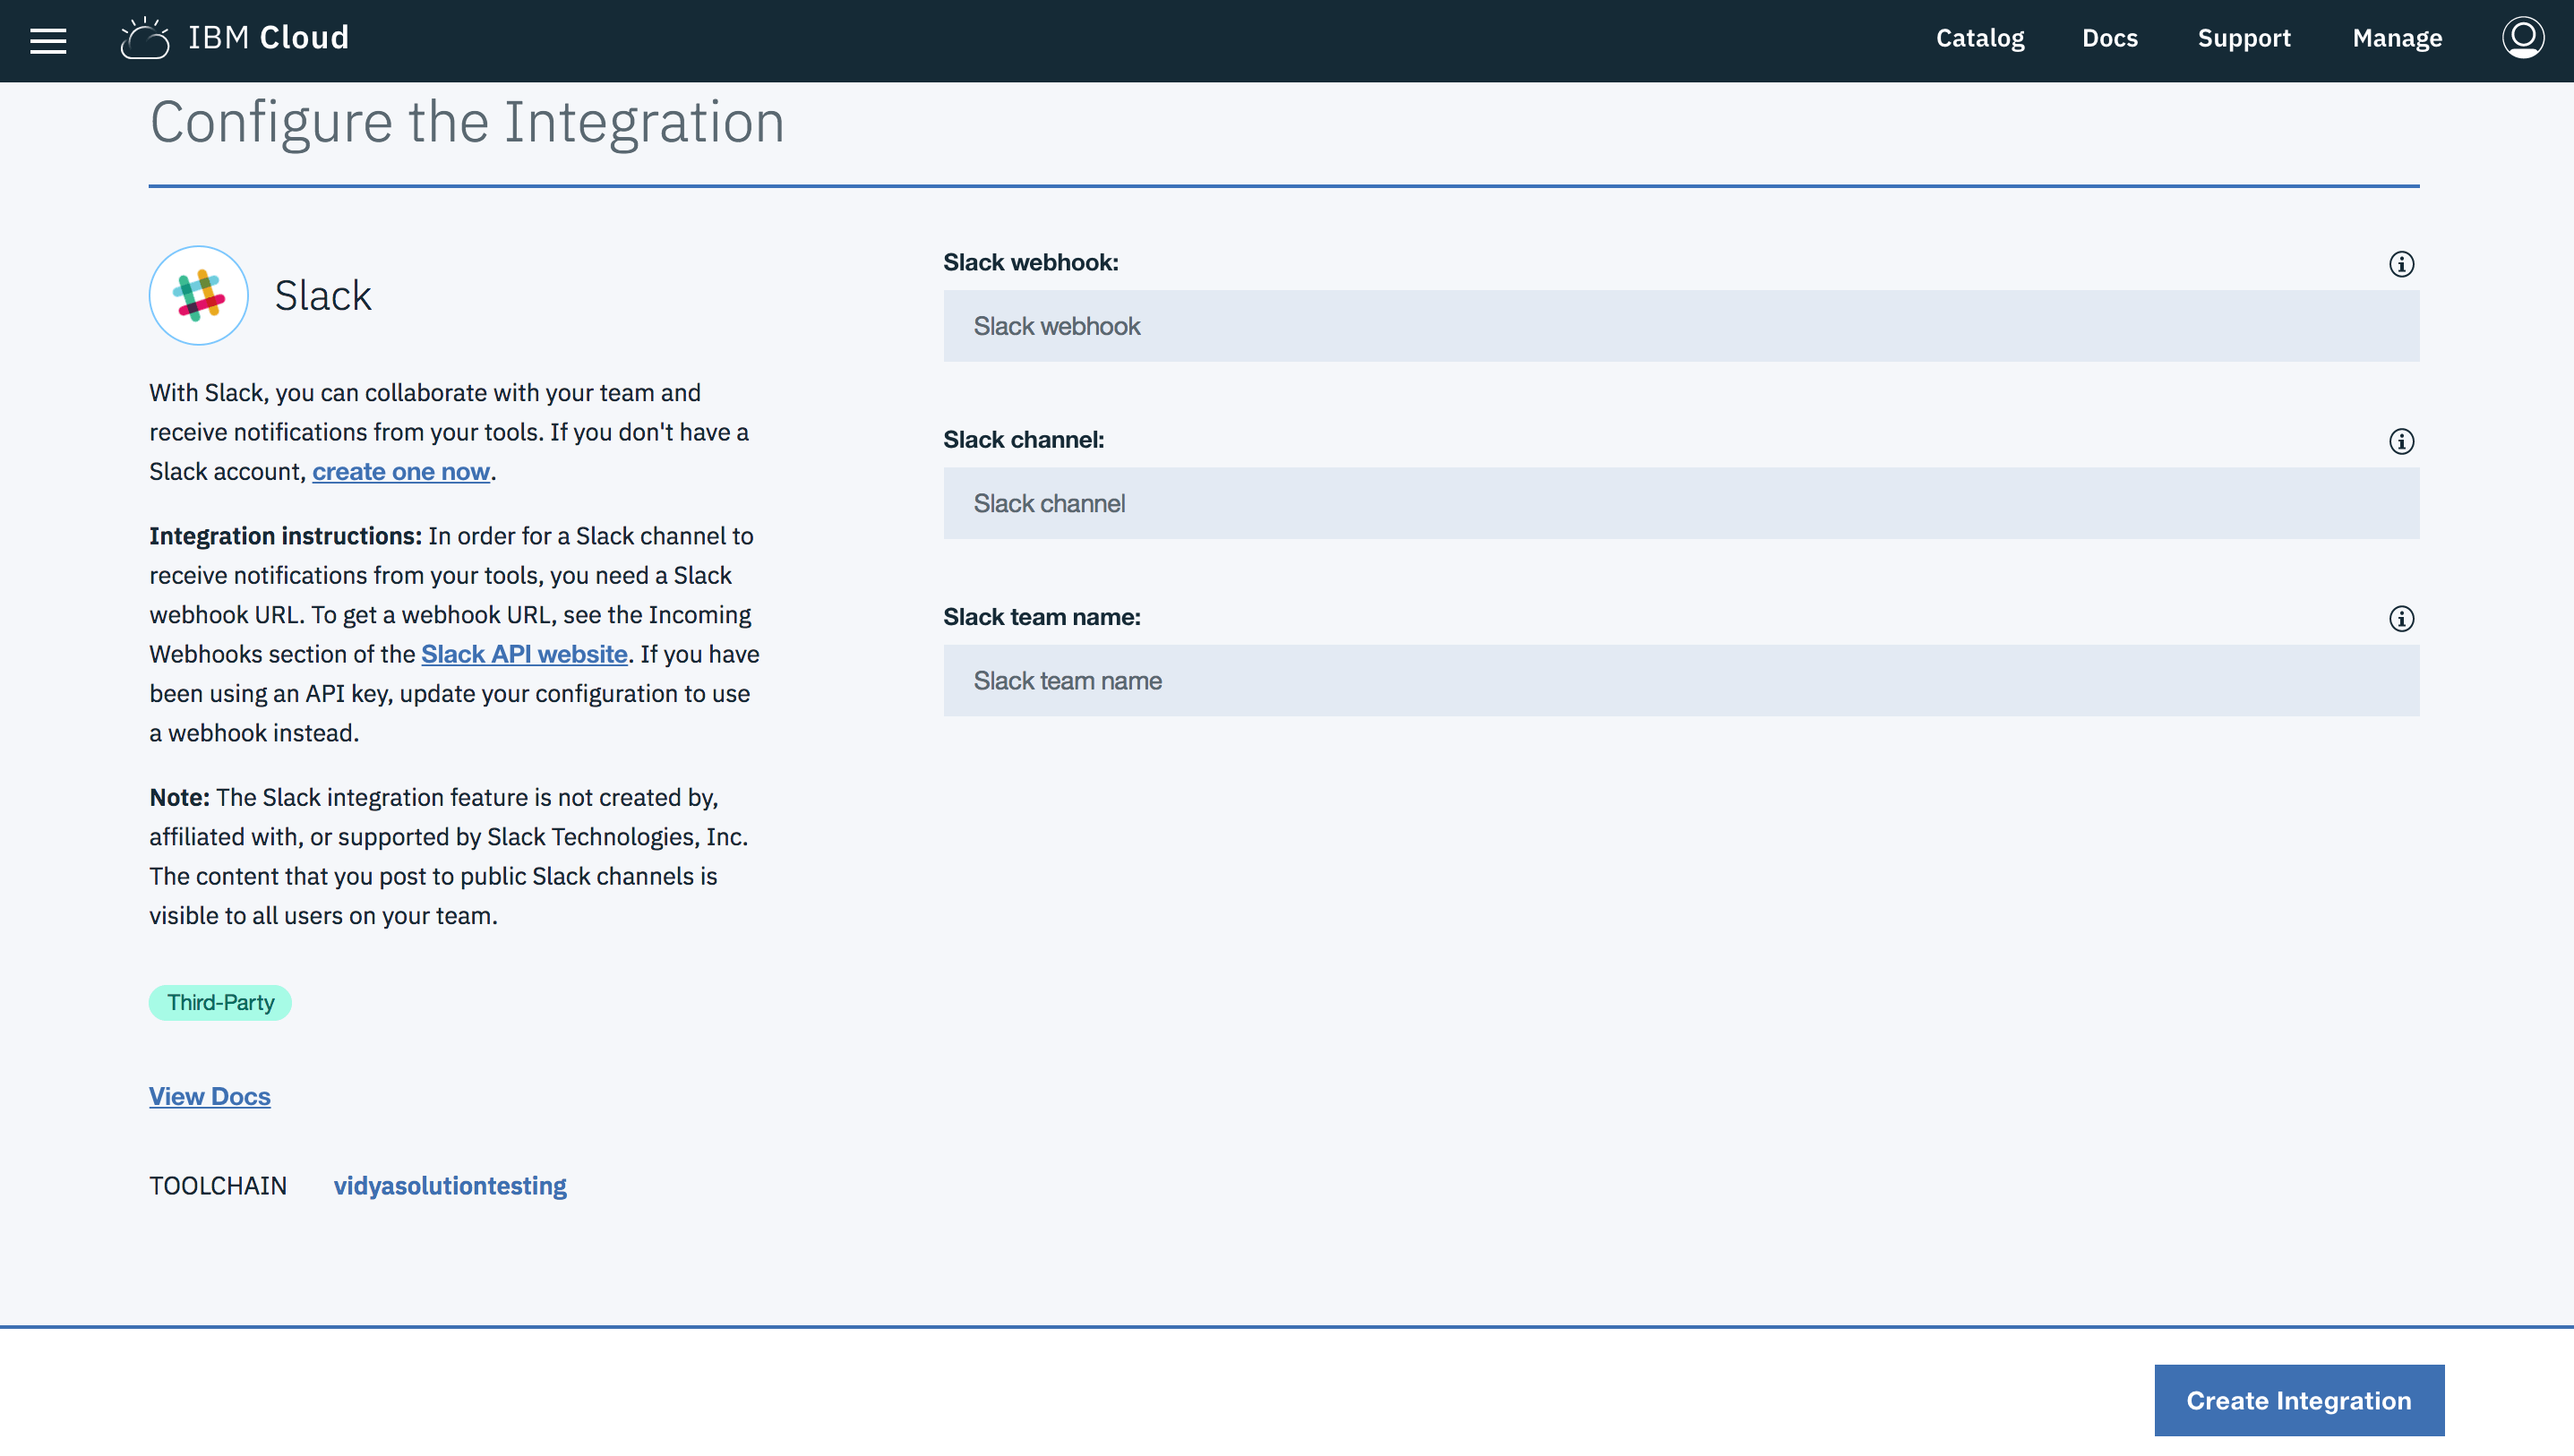 IBM Cloud
Catalog Docs Support Manage
Configure the Integration
Slack
With Slack, you can collaborate with your team and
receive notifications from your tools. If you don't have a
Slack account, create one now.
Integration instructions: In order for a Slack channel to
receive notifications from your tools, you need a Slack
webhook URL. To get a webhook URL, see the Incoming
Webhooks section of the Slack API website. If you have
been using an API key, update your configuration to use
a webhook instead.
Note: The Slack integration feature is not created by,
affiliated with, or supported by Slack Technologies, Inc.
The content that you post to public Slack channels is
visible to all users on your team.
Third-Party
View Docs
TOOLCHAIN vidyasolutiontesting
Slack webhook:
Slack webhook
Slack channel:
Slack channel
Slack team name:
Slack team name
Create Integration